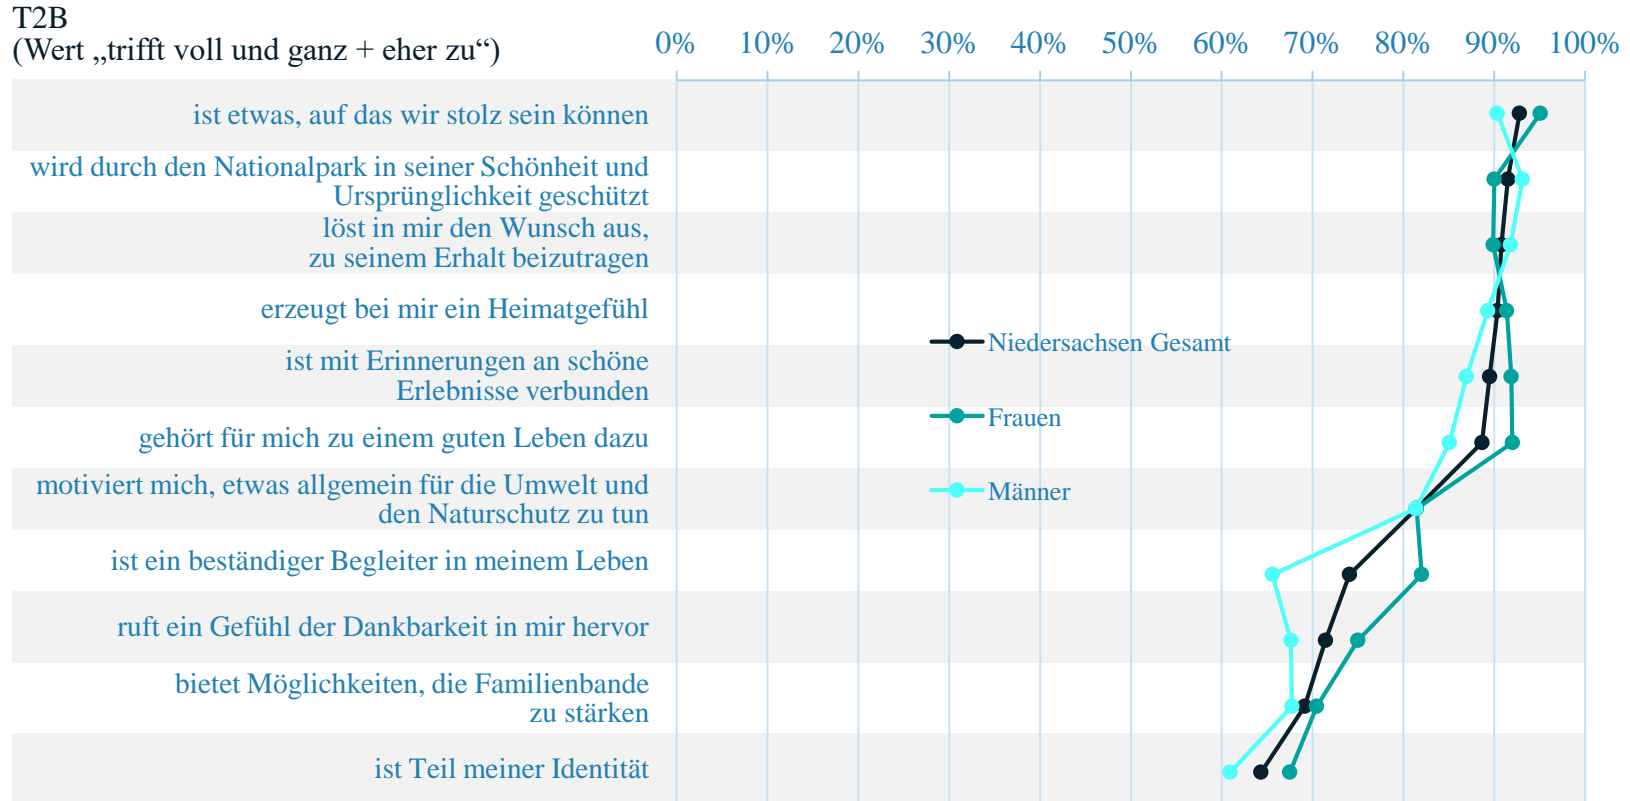 T2B
(Wert „trifft voll und ganz + eher zu“)
0% 10% 20% 30% 40% 50% 60% 70% 80% 90% 100%
ist etwas, auf das wir stolz sein können
wird durch den Nationalpark in seiner Schönheit und
Ursprünglichkeit geschützt
löst in mir den Wunsch aus,
zu seinem Erhalt beizutragen
erzeugt bei mir ein Heimatgefühl
ist mit Erinnerungen an schöne
Erlebnisse verbunden
gehört für mich zu einem guten Leben dazu
motiviert mich, etwas allgemein für die Umwelt und
den Naturschutz zu tun
ist ein beständiger Begleiter in meinem Leben
ruft ein Gefühl der Dankbarkeit in mir hervor
bietet Möglichkeiten, die Familienbande
zu stärken
ist Teil meiner Identität
Niedersachsen Gesamt
Frauen
Männer